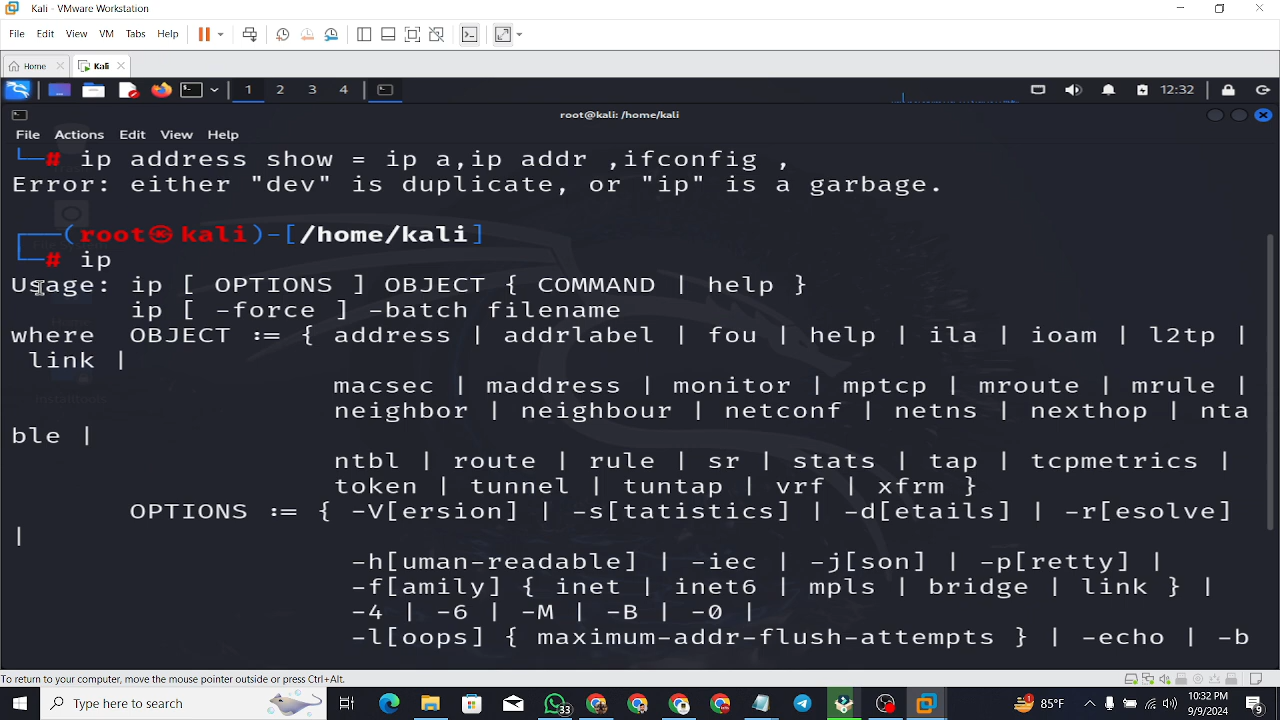 Kali - VMware Workstation
File Edit View VM Tabs Help
Home Kali
1 2 3 4 12:32
root@kali: /home/kali
File Actions Edit View Help
└─# ip address show = ip a,ip addr ,ifconfig ,
Error: either "dev" is duplicate, or "ip" is a garbage.
┌──(root㉿kali)-[/home/kali]
└─# ip
Usage: ip [ OPTIONS ] OBJECT { COMMAND | help }
ip [ -force ] -batch filename
where OBJECT := { address | addrlabel | fou | help | ila | ioam | l2tp |
link |
macsec | maddress | monitor | mptcp | mroute | mrule |
neighbor | neighbour | netconf | netns | nexthop | nta
ble |
ntbl | route | rule | sr | stats | tap | tcpmetrics |
token | tunnel | tuntap | vrf | xfrm }
OPTIONS := { -V[ersion] | -s[tatistics] | -d[etails] | -r[esolve]
|
-h[uman-readable] | -iec | -j[son] | -p[retty] |
-f[amily] { inet | inet6 | mpls | bridge | link } |
-4 | -6 | -M | -B | -0 |
-l[oops] { maximum-addr-flush-attempts } | -echo | -b
To return to your computer, move the mouse pointer outside or press Ctrl+Alt.
Type here to search 33 85°F 10:32 PM
9/9/2024